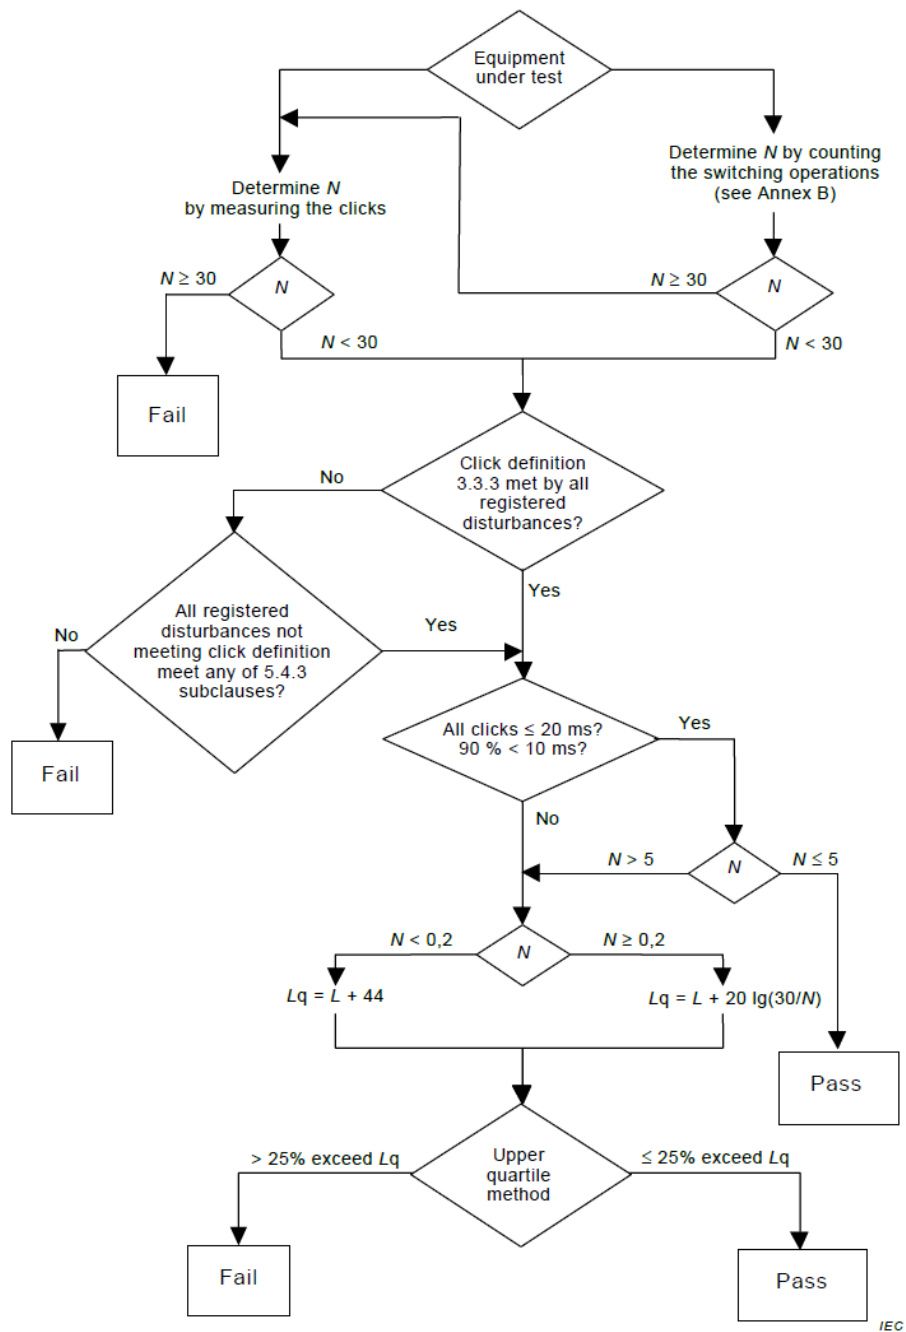 Equipment
under test
Determine N
by measuring the clicks
Determine N by counting
the switching operations
(see Annex B)
N ≥ 30
N
N ≥ 30
N
N < 30
N < 30
Fail
Click definition
3.3.3 met by all
registered
disturbances?
No
Yes
All registered
disturbances not
meeting click definition
meet any of 5.4.3
subclauses?
No
Yes
Fail
All clicks ≤ 20 ms?
90 % < 10 ms?
Yes
No
N > 5
N
N ≤ 5
N < 0,2
N
N ≥ 0,2
Lq = L + 44
Lq = L + 20 lg(30/N)
Pass
> 25% exceed Lq
Upper
quartile
method
≤ 25% exceed Lq
Fail
Pass
IEC